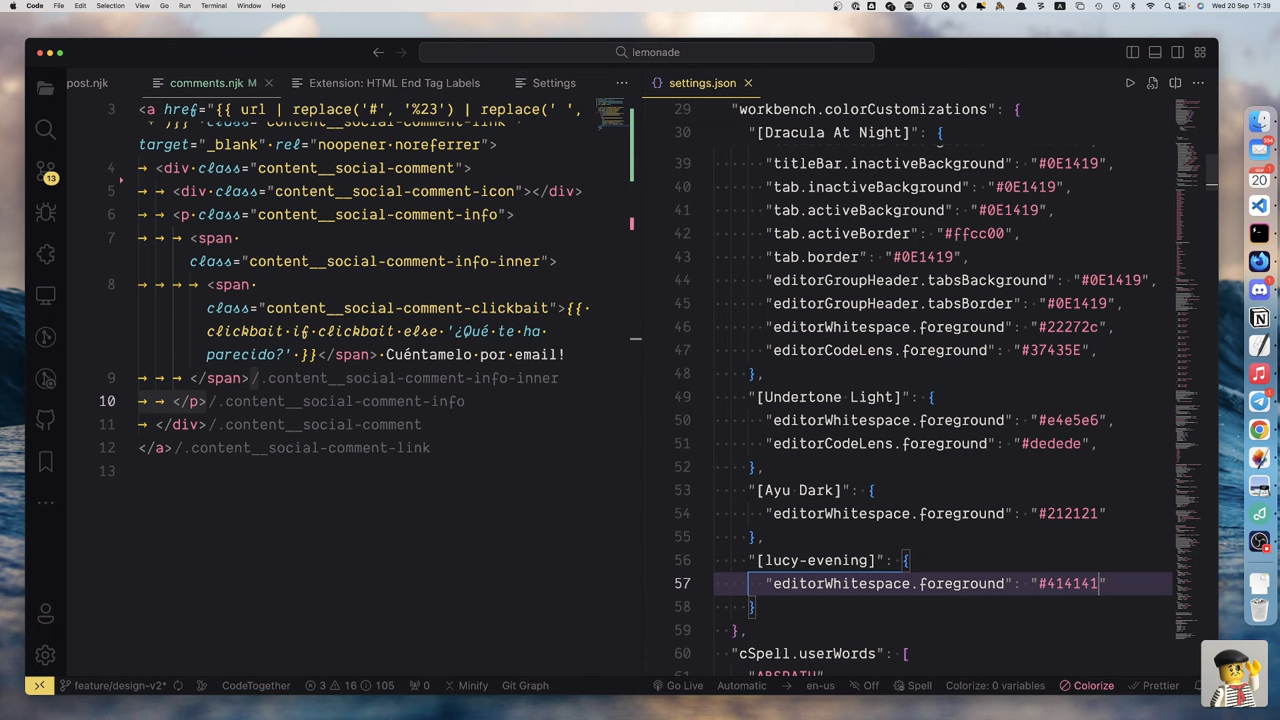 Code File Edit Selection View Go Run Terminal Window Help
Wed 20 Sep 17:39
lemonade
post.njk comments.njk M Extension: HTML End Tag Labels Settings
3 <a href="{{ url | replace('#', '%23') | replace(' ',
'') }}" class="content__social-comment-link"
target="_blank" rel="noopener noreferrer">
4 → <div class="content__social-comment">
5 → → <div class="content__social-comment-icon"></div>
6 → → <p class="content__social-comment-info">
7 → → → <span
class="content__social-comment-info-inner">
8 → → → → <span
class="content__social-comment-clickbait">{{
clickbait if clickbait else '¿Qué te ha
parecido?' }}</span> Cuéntamelo por email!
9 → → → </span>/.content__social-comment-info-inner
10 → → </p>/.content__social-comment-info
11 → </div>/.content__social-comment
12 </a>/.content__social-comment-link
13
settings.json
29 "workbench.colorCustomizations": {
30 "[Dracula At Night]": {
39 "titleBar.inactiveBackground": "#0E1419",
40 "tab.inactiveBackground": "#0E1419",
41 "tab.activeBackground": "#0E1419",
42 "tab.activeBorder": "#ffcc00",
43 "tab.border": "#0E1419",
44 "editorGroupHeader.tabsBackground": "#0E1419",
45 "editorGroupHeader.tabsBorder": "#0E1419",
46 "editorWhitespace.foreground": "#22272c",
47 "editorCodeLens.foreground": "#37435E"
48 },
49 "[Undertone Light]": {
50 "editorWhitespace.foreground": "#e4e5e6",
51 "editorCodeLens.foreground": "#dedede"
52 },
53 "[Ayu Dark]": {
54 "editorWhitespace.foreground": "#212121"
55 },
56 "[lucy-evening]": {
57 "editorWhitespace.foreground": "#414141"
58 }
59 },
60 "cSpell.userWords": [
61 "ABSPATH",
13
394
SEP
20
feature/design-v2* CodeTogether 3 16 105 0 Minify Git Graph Go Live Automatic → en-us Off Spell Colorize: 0 variables Colorize Prettier